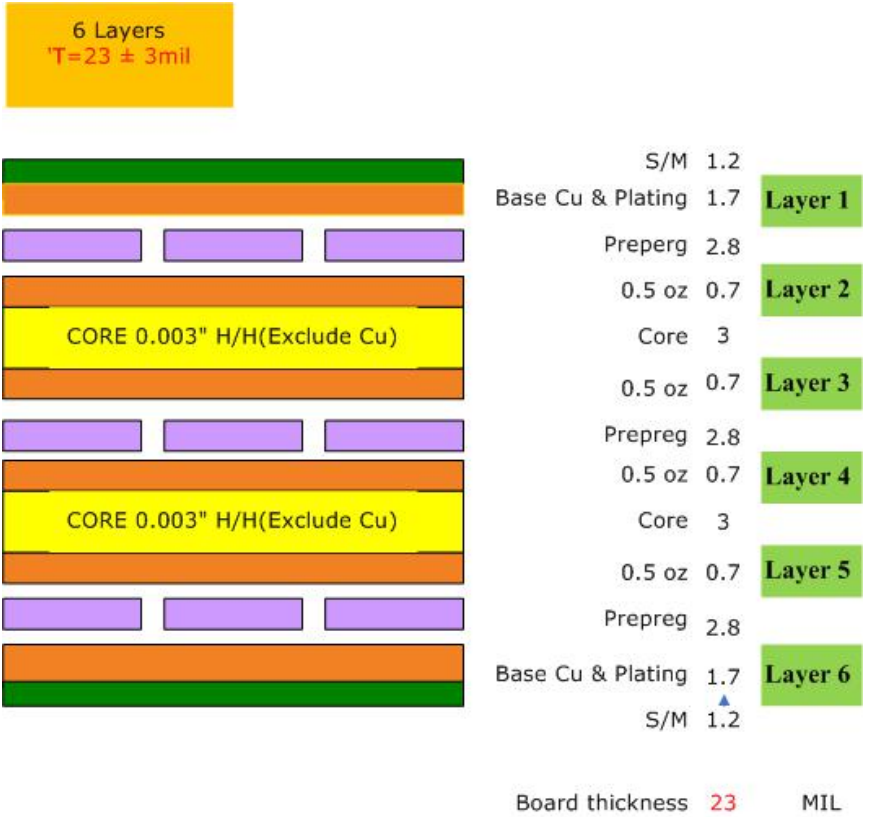 6 Layers
'T=23 ± 3mil
S/M 1.2
Base Cu & Plating 1.7 Layer 1
Preperg 2.8
0.5 oz 0.7 Layer 2
CORE 0.003" H/H(Exclude Cu) Core 3
0.5 oz 0.7 Layer 3
Prepreg 2.8
0.5 oz 0.7 Layer 4
CORE 0.003" H/H(Exclude Cu) Core 3
0.5 oz 0.7 Layer 5
Prepreg 2.8
Base Cu & Plating 1.7 Layer 6
S/M 1.2
Board thickness 23 MIL